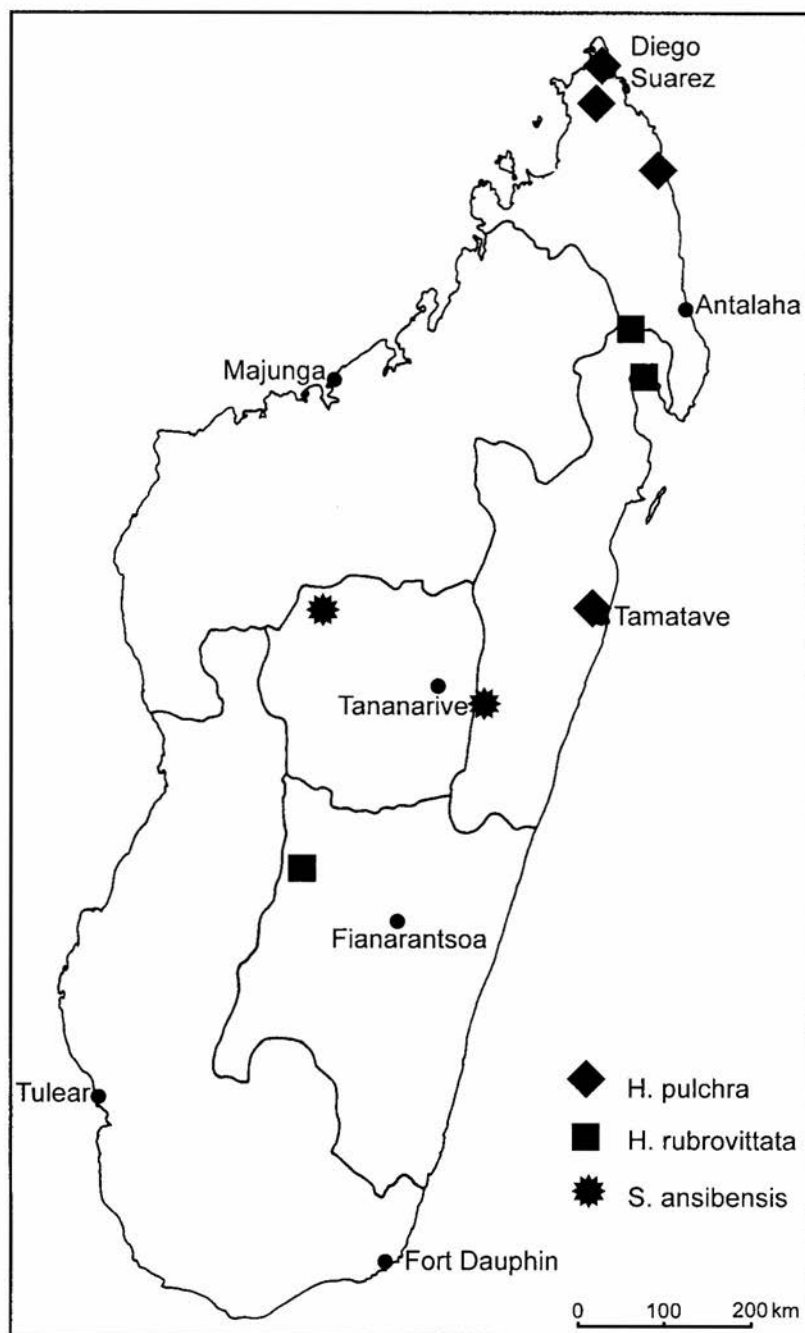 Diego
Suarez
Antalaha
Majunga
Tamatave
Tananarive
Fianarantsoa
Tulear
H. pulchra
H. rubrovittata
S. ansibensis
Fort Dauphin
0 100 200 km